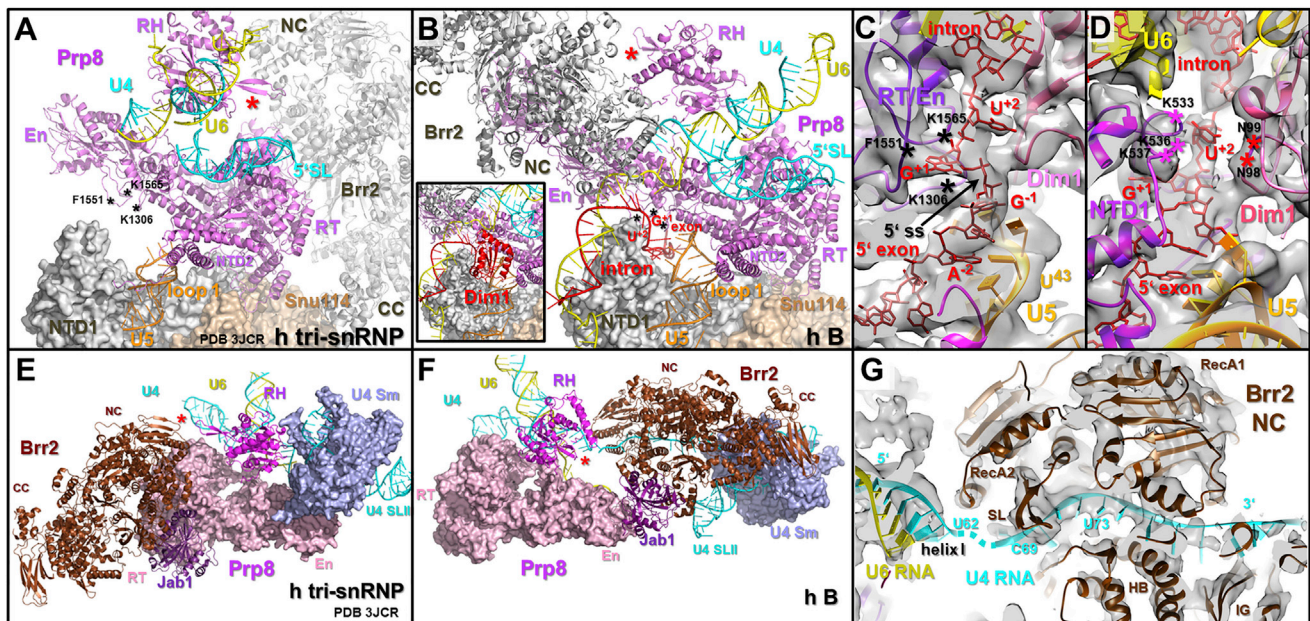 A
RH
NC
Prp8
U4
U6
*
En
5'SL
K1565
F1551
* *
*
K1306
Brr2
RT
NTD2
loop 1
NTD1
Snu114
CC
U5
PDB 3JCR
h tri-snRNP
B
RH
*
U4
U6
CC
Brr2
Prp8
NC
5'SL
En
*
G+1
*
exon
U+2
RT
NTD2
intron
Dim1
loop 1
NTD1
Snu114
U5
h B
C
intron
RT/En
K1565
U+2
F1551
*
*
G+1
*
K1306
Dim1
G-1
5' ss
5' exon
A-2
U43
U5
D
U6
intron
K533
*
N99
K536
*
K537
*
U+2
*
*
N98
G+1
NTD1
Dim1
5' exon
U5
E
U4
U6
RH
U4 Sm
NC
*
Brr2
CC
U4 SLII
RT
Jab1
En
Prp8
h tri-snRNP
PDB 3JCR
F
U6
NC
Brr2
RH
U4
CC
*
RT
U4 Sm
Jab1
En
U4 SLII
Prp8
h B
G
RecA1
Brr2
NC
RecA2
5'
3'
U62
SL
U73
helix I
C69
U6 RNA
U4 RNA
HB
IG